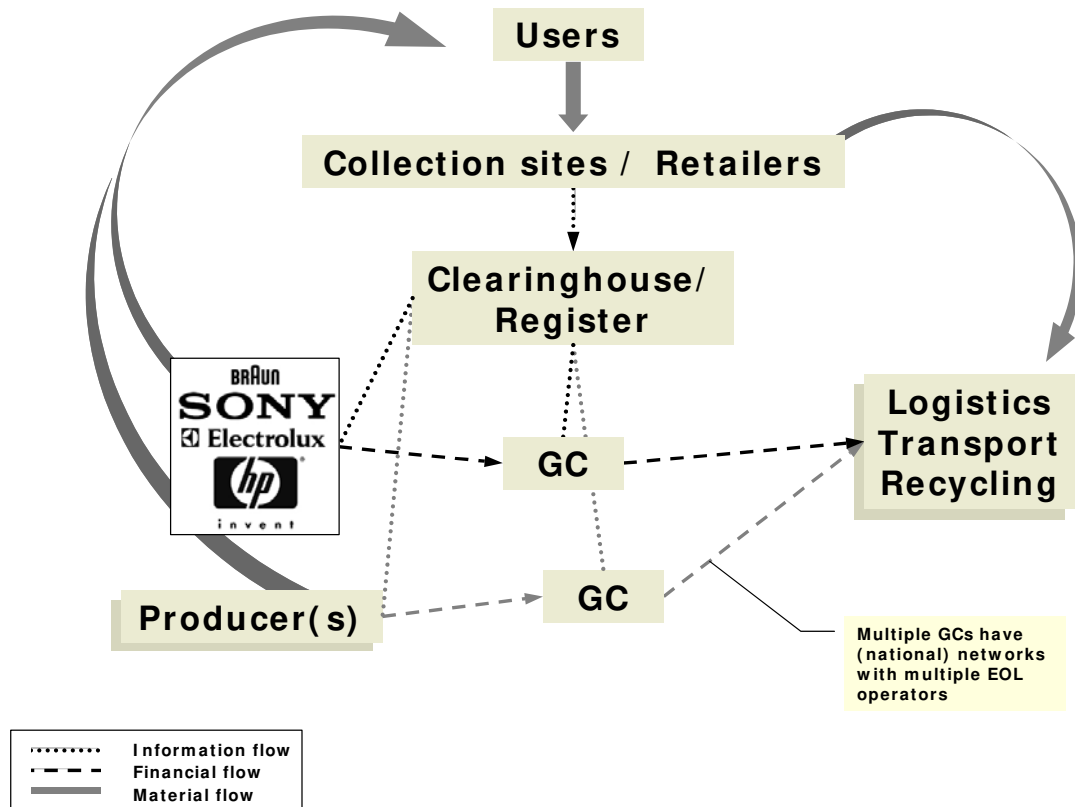 Users
Collection sites / Retailers
Clearinghouse/
Register
BRAUN
SONY
Electrolux
hp
invent
GC
Logistics
Transport
Recycling
GC
Producer(s)
Multiple GCs have
(national) networks
with multiple EOL
operators
Information flow
Financial flow
Material flow